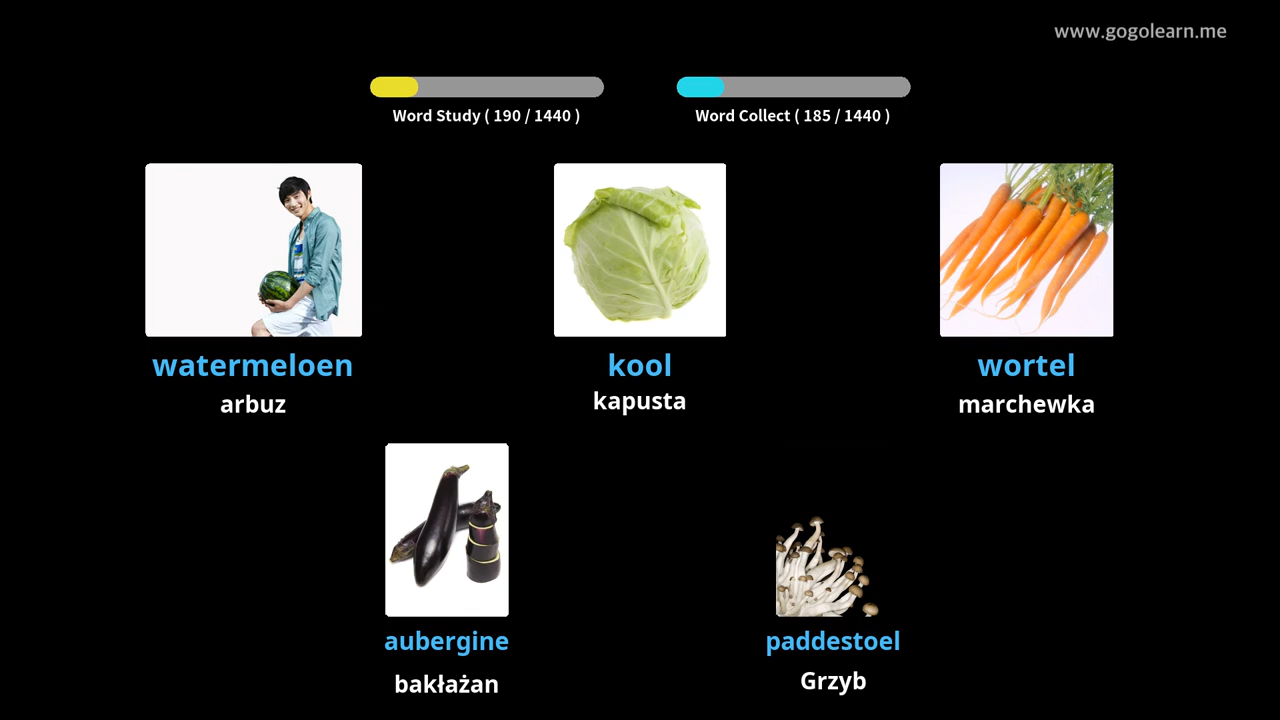 www.gogolearn.me
Word Study ( 190 / 1440 )
Word Collect ( 185 / 1440 )
watermeloen
arbuz
kool
kapusta
wortel
marchewka
aubergine
bakłażan
paddestoel
Grzyb